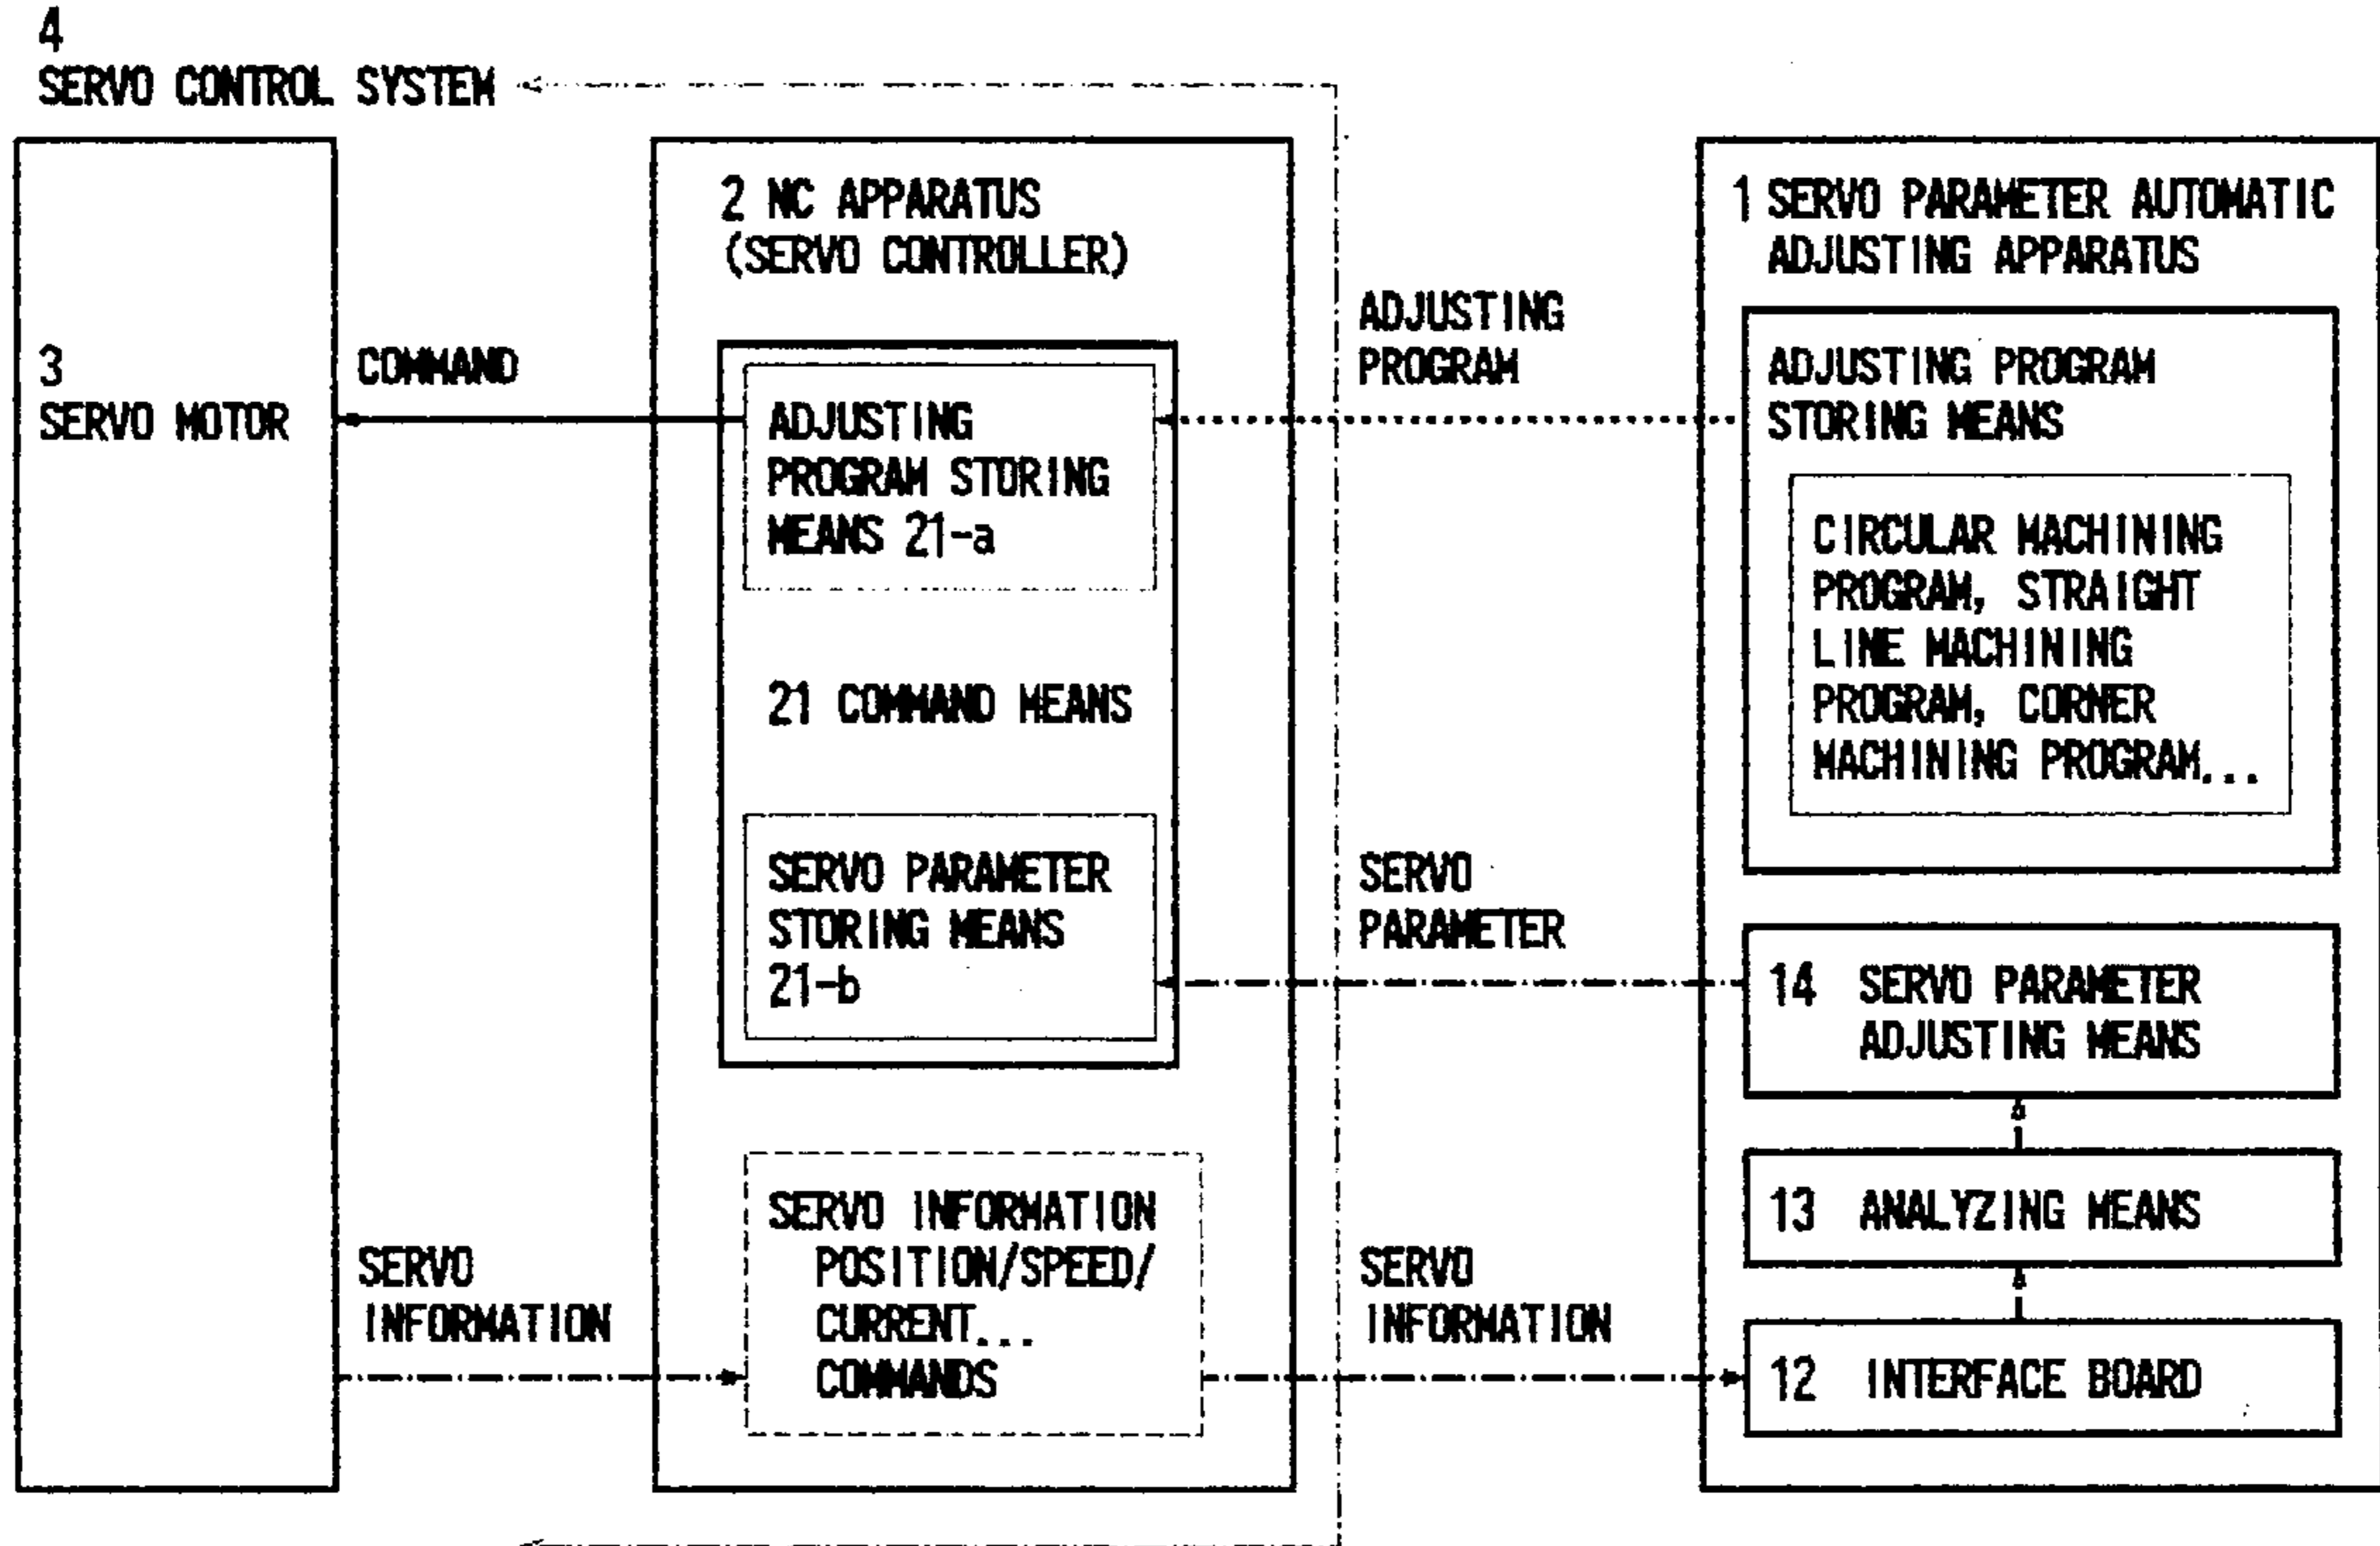 4
SERVO CONTROL SYSTEM
3
SERVO MOTOR
COMMAND
SERVO
INFORMATION
2 NC APPARATUS
(SERVO CONTROLLER)
ADJUSTING
PROGRAM STORING
MEANS 21-a
21 COMMAND MEANS
SERVO PARAMETER
STORING MEANS
21-b
SERVO INFORMATION
POSITION/SPEED/
CURRENT...
COMMANDS
ADJUSTING
PROGRAM
SERVO
PARAMETER
SERVO
INFORMATION
1 SERVO PARAMETER AUTOMATIC
ADJUSTING APPARATUS
ADJUSTING PROGRAM
STORING MEANS
CIRCULAR MACHINING
PROGRAM, STRAIGHT
LINE MACHINING
PROGRAM, CORNER
MACHINING PROGRAM...
14 SERVO PARAMETER
ADJUSTING MEANS
13 ANALYZING MEANS
12 INTERFACE BOARD